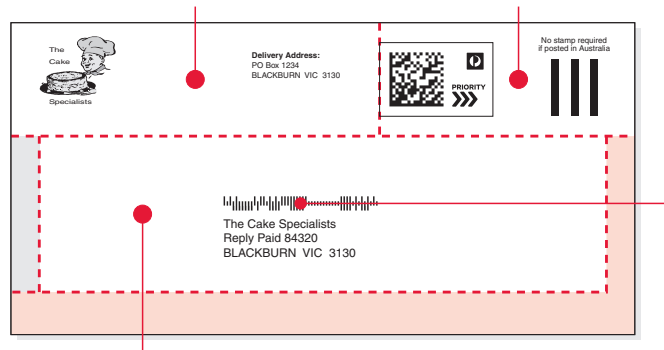 The
Cake
Specialists
Delivery Address:
PO Box 1234
BLACKBURN VIC 3130
PRIORITY
No stamp required
if posted in Australia
The Cake Specialists
Reply Paid 84320
BLACKBURN VIC 3130